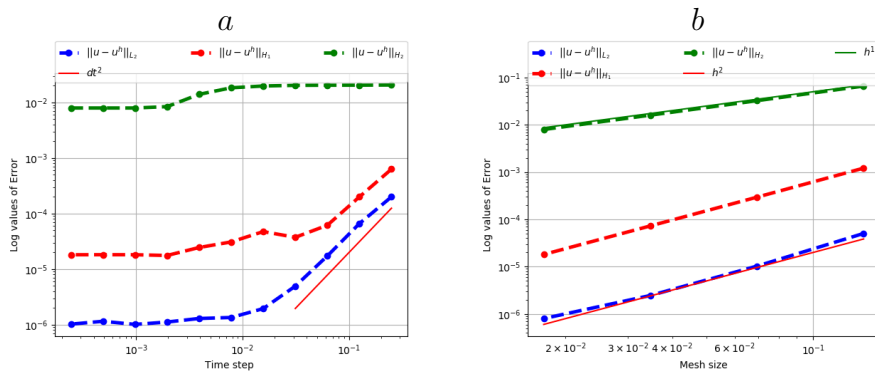 a
||u − u^h||_{L_2} ||u − u^h||_{H_1} ||u − u^h||_{H_2}
dt^2
Log values of Error
10^{-2}
10^{-3}
10^{-4}
10^{-5}
10^{-6}
10^{-3} 10^{-2} 10^{-1}
Time step
b
||u − u^h||_{L_2} ||u − u^h||_{H_2} h^1
||u − u^h||_{H_1} h^2
Log values of Error
10^{-1}
10^{-2}
10^{-3}
10^{-4}
10^{-5}
10^{-6}
2 × 10^{-2} 3 × 10^{-2} 4 × 10^{-2} 6 × 10^{-2} 10^{-1}
Mesh size